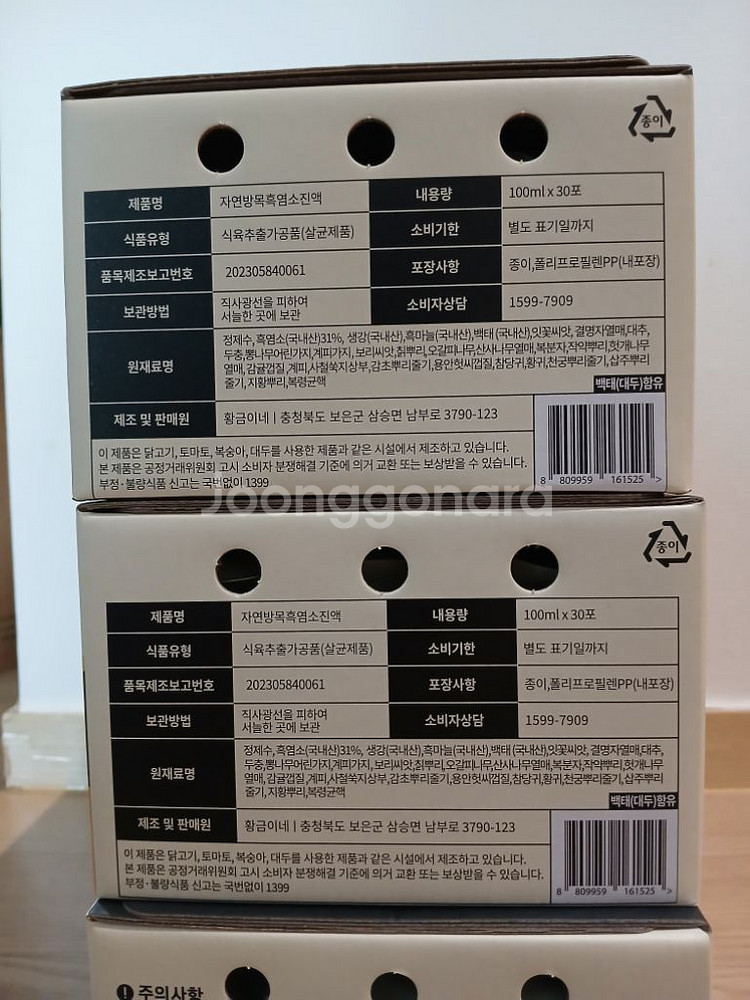 종이
제품명 자연방목흑염소진액 내용량 100ml x 30포
식품유형 식육추출가공품(살균제품) 소비기한 별도 표기일까지
품목제조보고번호 202305840061 포장사항 종이,폴리프로필렌PP(내포장)
보관방법 직사광선을 피하여 서늘한 곳에 보관 소비자상담 1599-7909
원재료명 정제수, 흑염소(국내산)31%, 생강(국내산),흑마늘(국내산),백태 (국내산),잇꽃씨앗, 결명자열매,대추,
두충,뽕나무어린가지,계피가지, 보리씨앗,칡뿌리,오갈피나무,산사나무열매,복분자,작약뿌리,헛개나무
열매, 감귤껍질,계피,사철쑥지상부,감초뿌리줄기,용안헛씨껍질,참당귀,황귀,천궁뿌리줄기,삽주뿌리
줄기, 지황뿌리,복령균핵
백태(대두)함유
제조 및 판매원 황금이네ㅣ충청북도 보은군 삼승면 남부로 3790-123
이 제품은 닭고기, 토마토, 복숭아, 대두를 사용한 제품과 같은 시설에서 제조하고 있습니다.
본 제품은 공정거래위원회 고시 소비자 분쟁해결 기준에 의거 교환 또는 보상받을 수 있습니다.
부정·불량식품 신고는 국번없이 1399
8 809959 161525 >
Joonggonara
종이
제품명 자연방목흑염소진액 내용량 100ml x 30포
식품유형 식육추출가공품(살균제품) 소비기한 별도 표기일까지
품목제조보고번호 202305840061 포장사항 종이,폴리프로필렌PP(내포장)
보관방법 직사광선을 피하여 서늘한 곳에 보관 소비자상담 1599-7909
원재료명 정제수, 흑염소(국내산)31%, 생강(국내산),흑마늘(국내산),백태 (국내산),잇꽃씨앗, 결명자열매,대추,
두충,뽕나무어린가지,계피가지, 보리씨앗,칡뿌리,오갈피나무,산사나무열매,복분자,작약뿌리,헛개나무
열매, 감귤껍질,계피,사철쑥지상부,감초뿌리줄기,용안헛씨껍질,참당귀,황귀,천궁뿌리줄기,삽주뿌리
줄기, 지황뿌리,복령균핵
백태(대두)함유
제조 및 판매원 황금이네ㅣ충청북도 보은군 삼승면 남부로 3790-123
이 제품은 닭고기, 토마토, 복숭아, 대두를 사용한 제품과 같은 시설에서 제조하고 있습니다.
본 제품은 공정거래위원회 고시 소비자 분쟁해결 기준에 의거 교환 또는 보상받을 수 있습니다.
부정·불량식품 신고는 국번없이 1399
8 809959 161525 >
주의사항